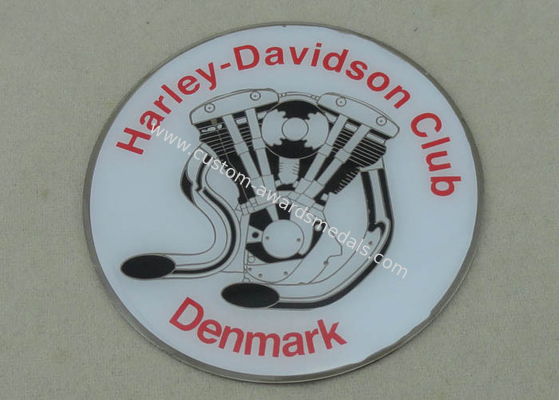 Harley-Davidson Club
www.custom-awardsmedals.com
Denmark